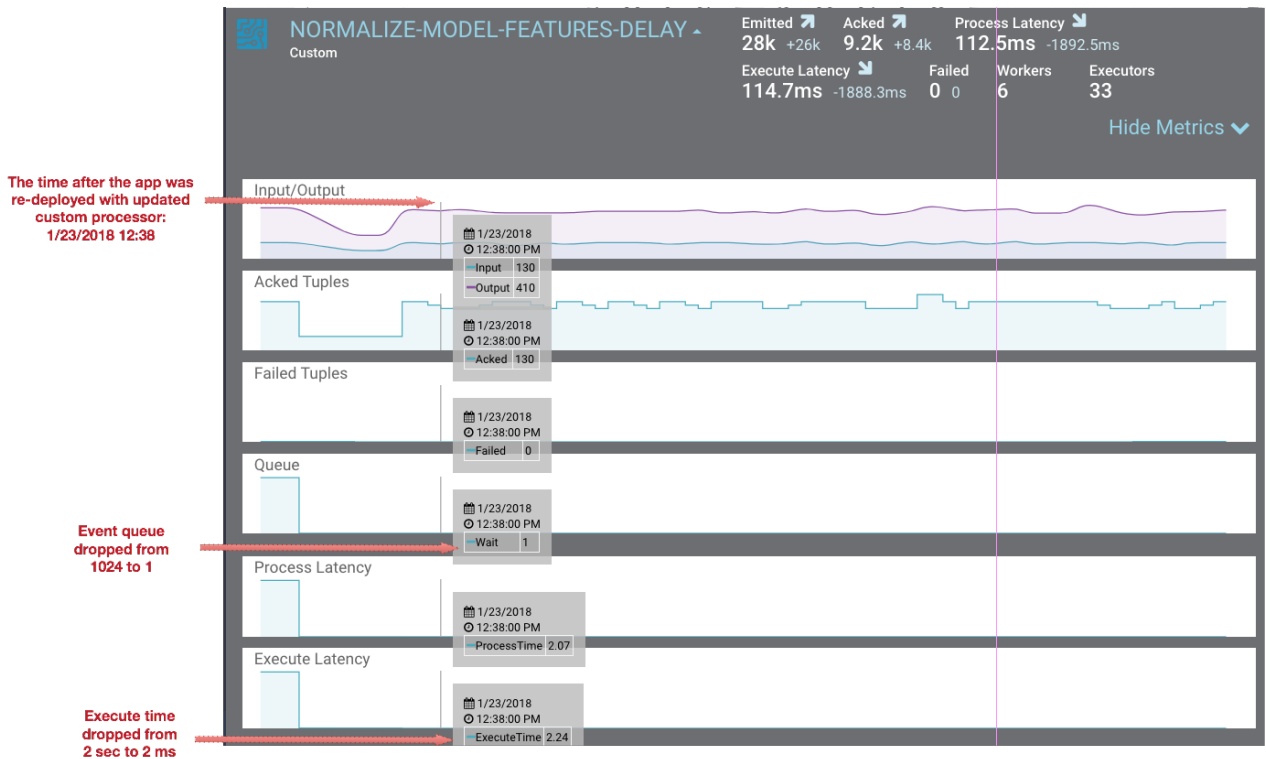 NORMALIZE-MODEL-FEATURES-DELAY
Custom
Emitted Acked Process Latency
28k +26k 9.2k +8.4k 112.5ms -1892.5ms
Execute Latency Failed Workers Executors
114.7ms -1888.3ms 0 0 6 33
Hide Metrics
The time after the app was
re-deployed with updated
custom processor:
1/23/2018 12:38
Input/Output
1/23/2018
12:38:00 PM
Input 130
Output 410
Acked Tuples
1/23/2018
12:38:00 PM
Acked 130
Failed Tuples
1/23/2018
12:38:00 PM
Failed 0
Queue
1/23/2018
12:38:00 PM
Wait 1
Event queue
dropped from
1024 to 1
Process Latency
1/23/2018
12:38:00 PM
ProcessTime 2.07
Execute Latency
1/23/2018
12:38:00 PM
ExecuteTime 2.24
Execute time
dropped from
2 sec to 2 ms